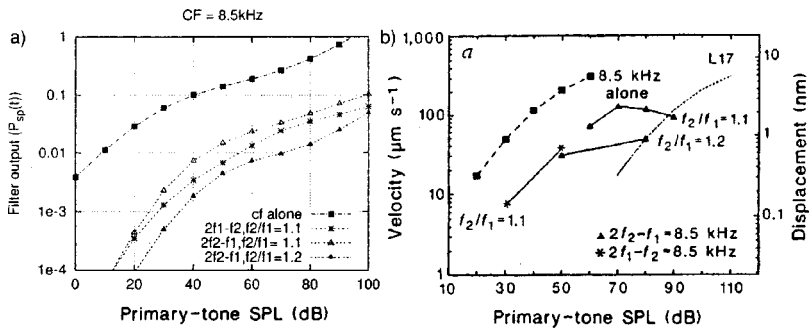 CF = 8.5kHz
a)
Filter output (P_sp(t))
1
0.1
0.01
1e-3
1e-4
0 20 40 60 80 100
Primary-tone SPL (dB)
cf alone
2f1-f2,f2/f1=1.1
2f2-f1,f2/f1= 1.1
2f2-f1,f2/f1=1.2
b)
a
Velocity (µm s⁻¹)
1,000
100
10
1
10 30 50 70 90 110
Primary-tone SPL (dB)
Displacement (nm)
10
1
0.1
L17
8.5 kHz
alone
f₂/f₁=1.1
f₂/f₁=1.2
f₂/f₁=1.1
2f₂-f₁=8.5 kHz
2f₁-f₂=8.5 kHz